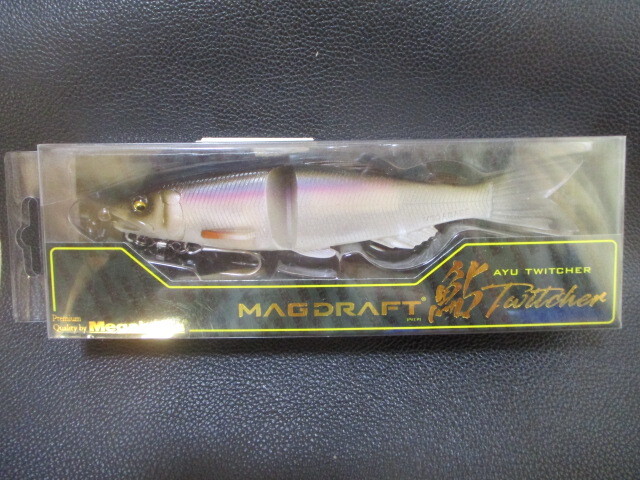 AYU TWITCHER
MAGDRAFT 鮎 Twitcher
Premium
Quality by